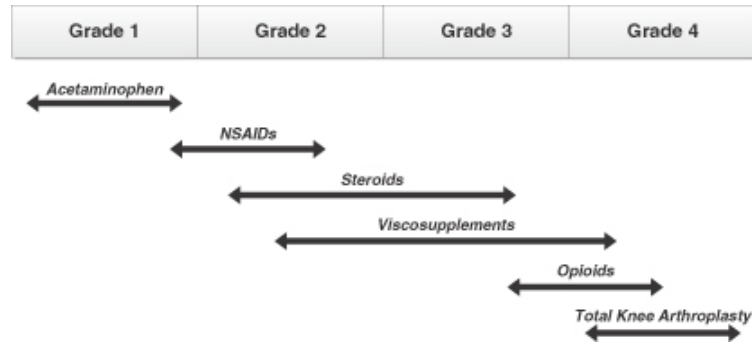 Grade 1 Grade 2 Grade 3 Grade 4
Acetaminophen
NSAIDs
Steroids
Viscosupplements
Opioids
Total Knee Arthroplasty